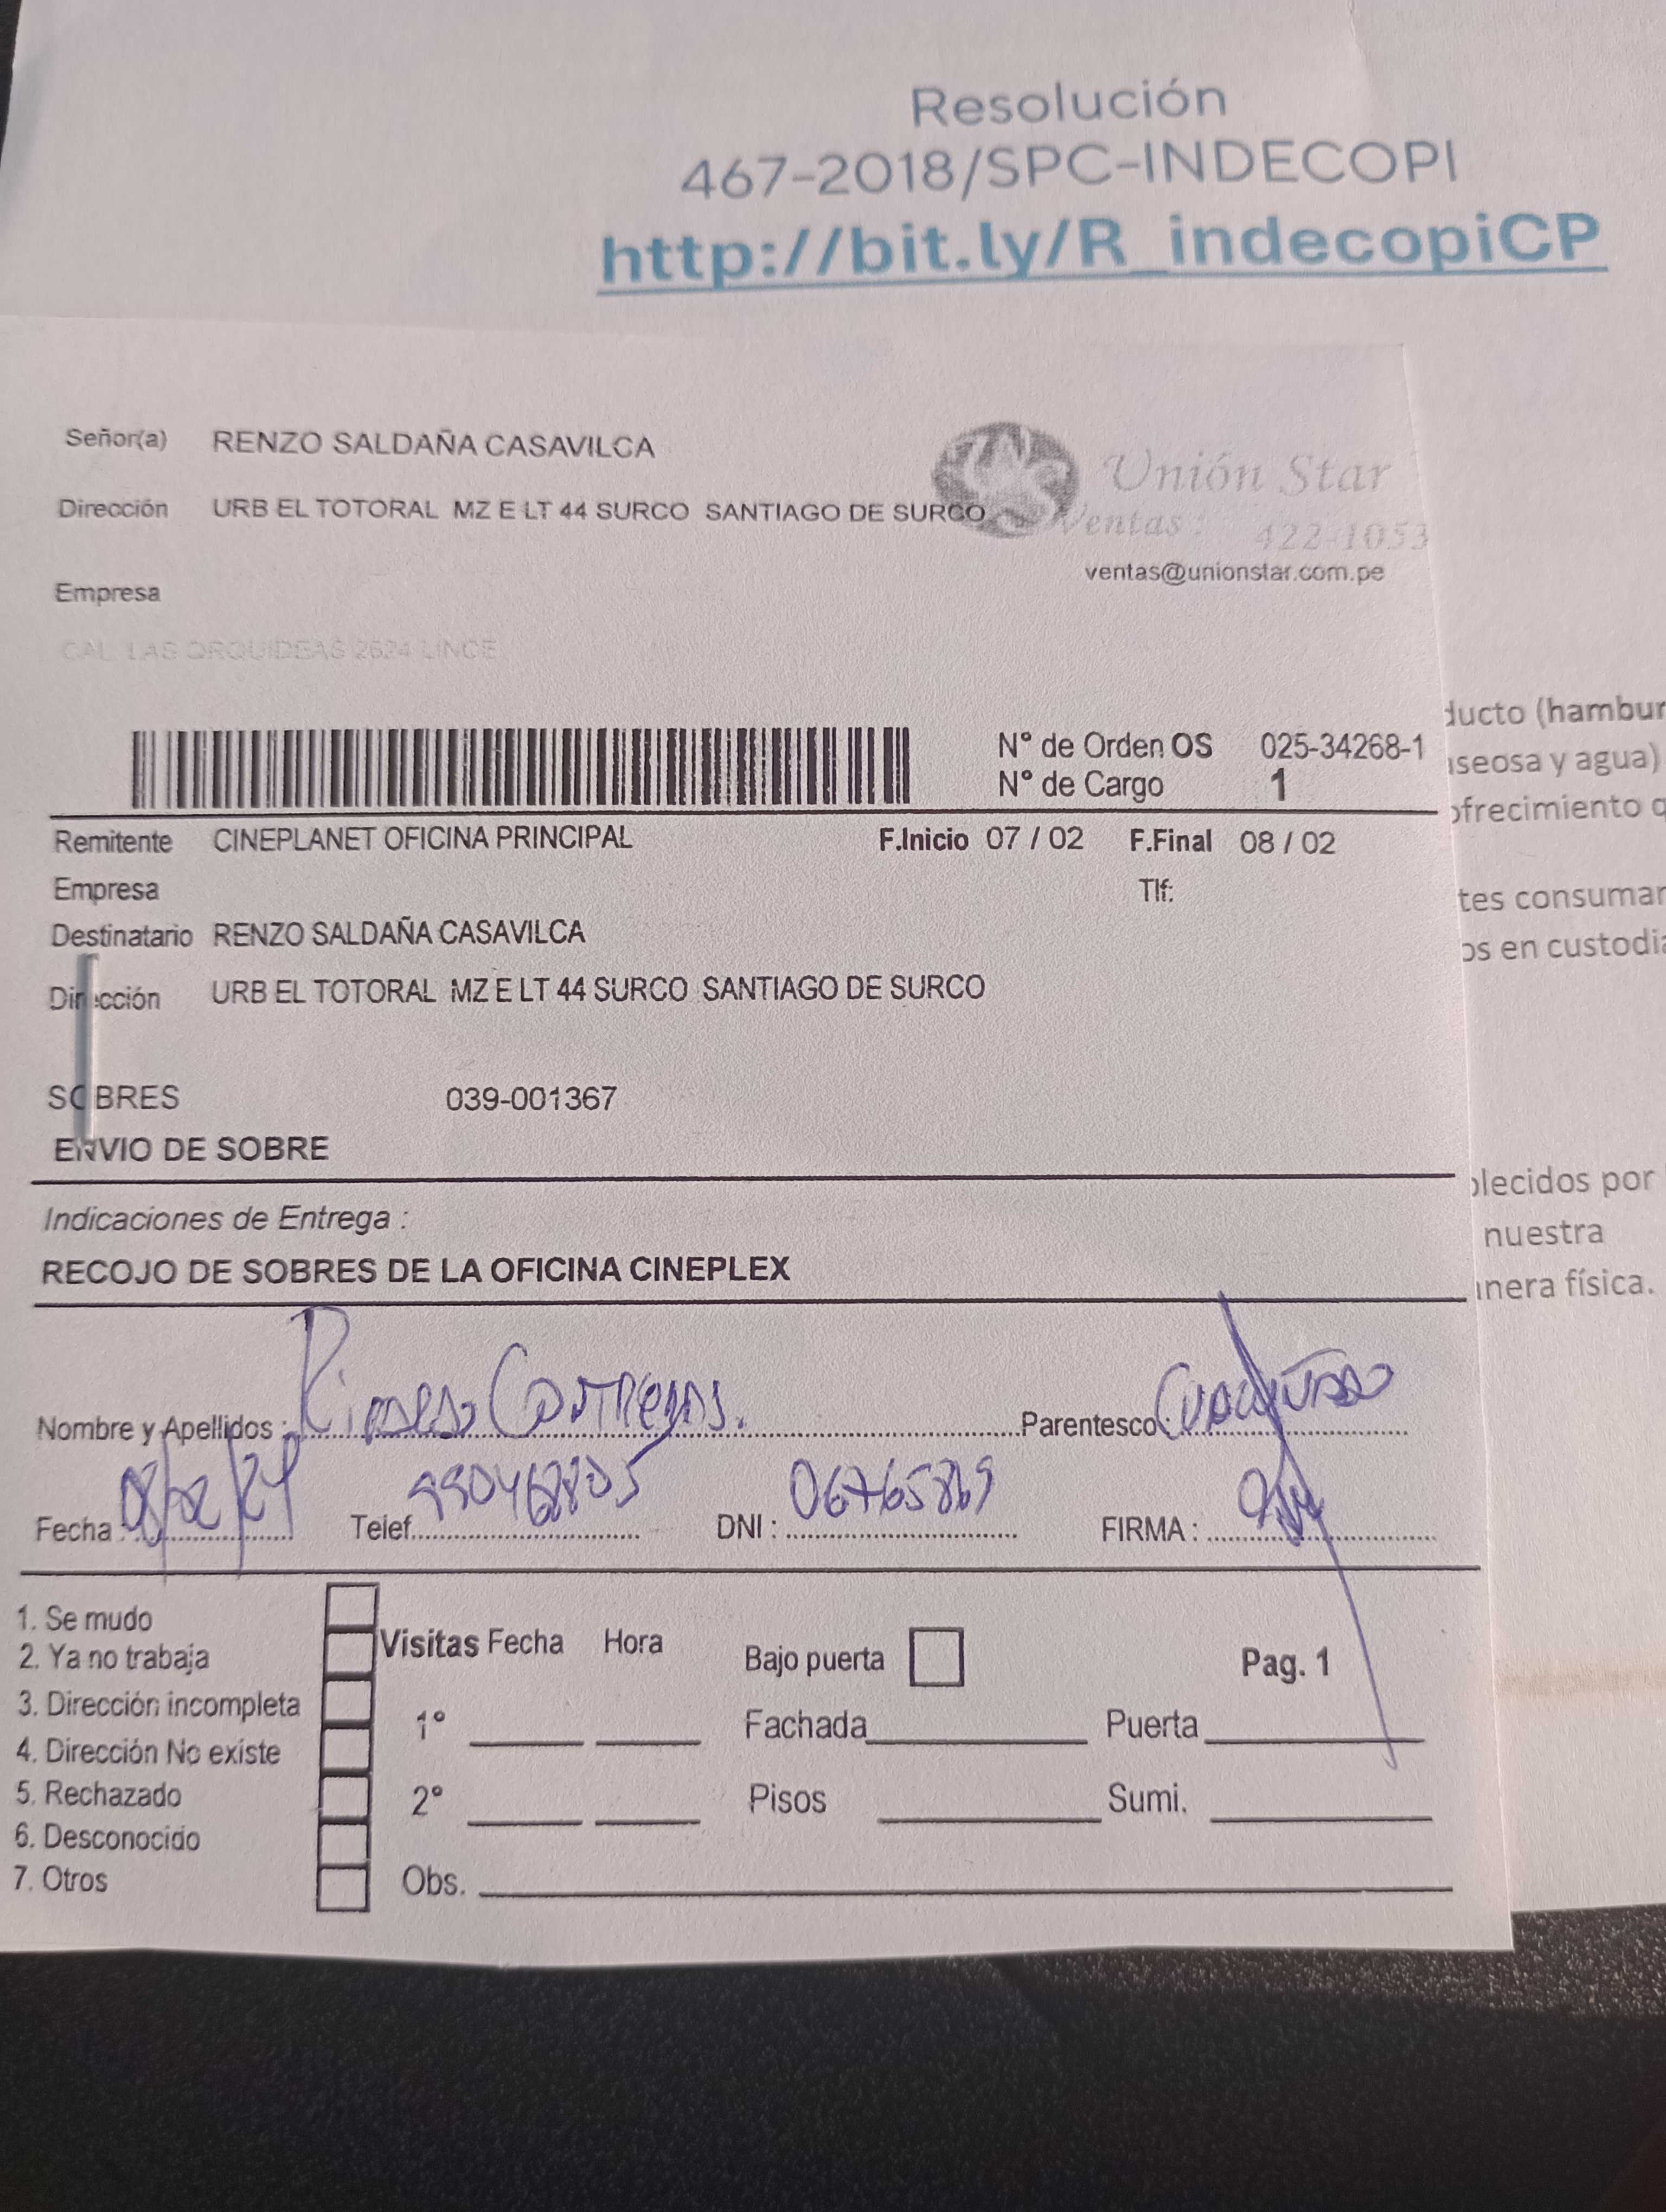 Resolución
467-2018/SPC-INDECOPI
http://bit.ly/R_indecopiCP
Señor(a) RENZO SALDAÑA CASAVILCA
Unión Star
Dirección URB EL TOTORAL MZ E LT 44 SURCO SANTIAGO DE SURCO
Ventas : 422-1053
ventas@unionstar.com.pe
Empresa
CAL. LAS ORQUIDEAS 2624 LINCE
ducto (hambur
N° de Orden OS 025-34268-1
aseosa y agua)
N° de Cargo 1
ofrecimiento q
Remitente CINEPLANET OFICINA PRINCIPAL F.Inicio 07 / 02 F.Final 08 / 02
Empresa Tlf:
tes consumar
Destinatario RENZO SALDAÑA CASAVILCA
os en custodia
Dirección URB EL TOTORAL MZ E LT 44 SURCO SANTIAGO DE SURCO
SOBRES 039-001367
ENVIO DE SOBRE
blecidos por
Indicaciones de Entrega :
nuestra
RECOJO DE SOBRES DE LA OFICINA CINEPLEX
anera física.
Nombre y Apellidos : Contreras. Parentesco :
Fecha : 08/02/24 Telef. DNI : 06765869 FIRMA :
1. Se mudo
2. Ya no trabaja
3. Dirección incompleta
4. Dirección No existe
5. Rechazado
6. Desconocido
7. Otros
Visitas Fecha Hora Bajo puerta Pag. 1
1° Fachada Puerta
2° Pisos Sumi.
Obs.